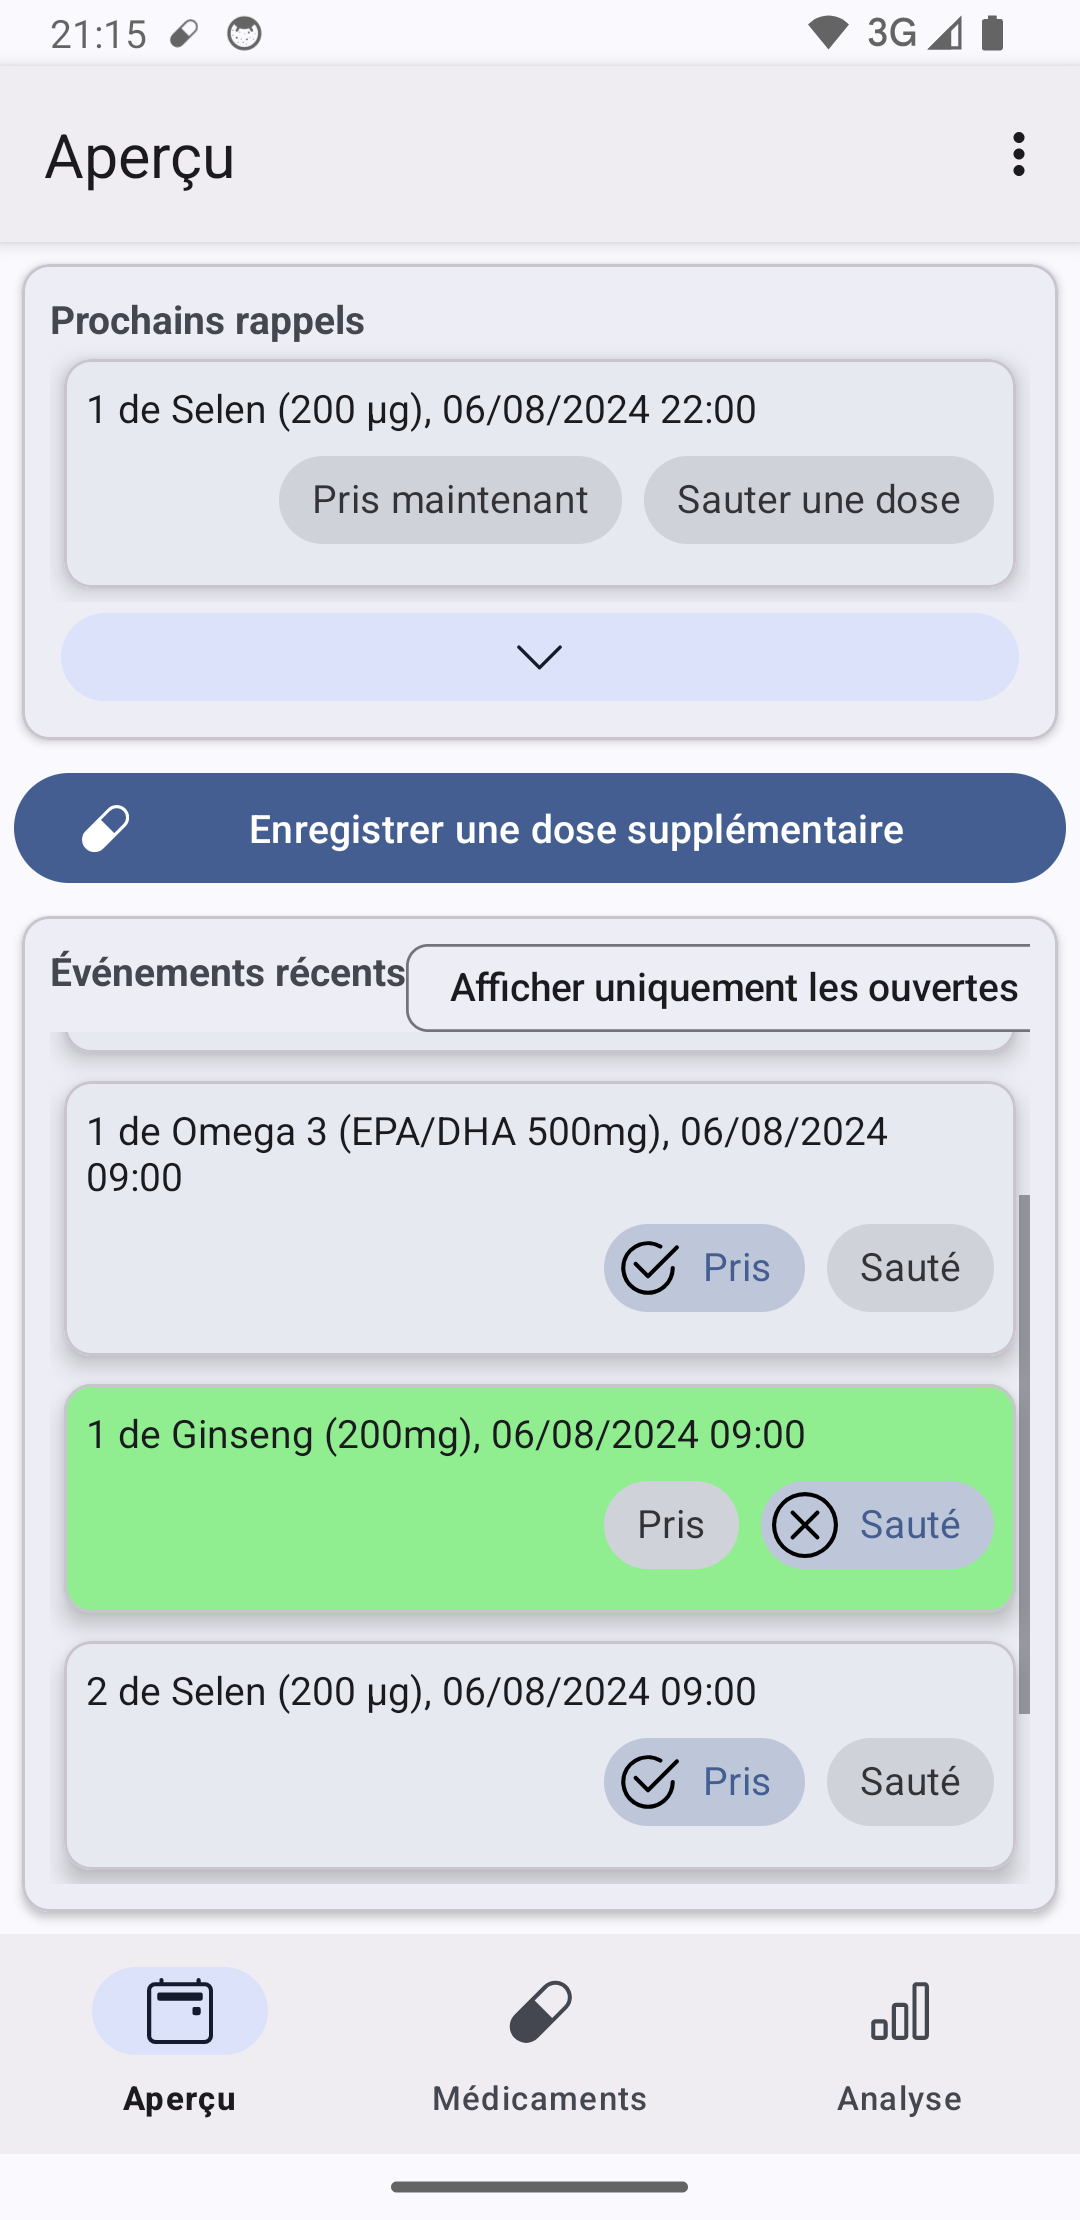 21:15
3G
Aperçu
Prochains rappels
1 de Selen (200 µg), 06/08/2024 22:00
Pris maintenant
Sauter une dose
Enregistrer une dose supplémentaire
Événements récents
Afficher uniquement les ouvertes
1 de Omega 3 (EPA/DHA 500mg), 06/08/2024
09:00
Pris
Sauté
1 de Ginseng (200mg), 06/08/2024 09:00
Pris
Sauté
2 de Selen (200 µg), 06/08/2024 09:00
Pris
Sauté
Aperçu
Médicaments
Analyse